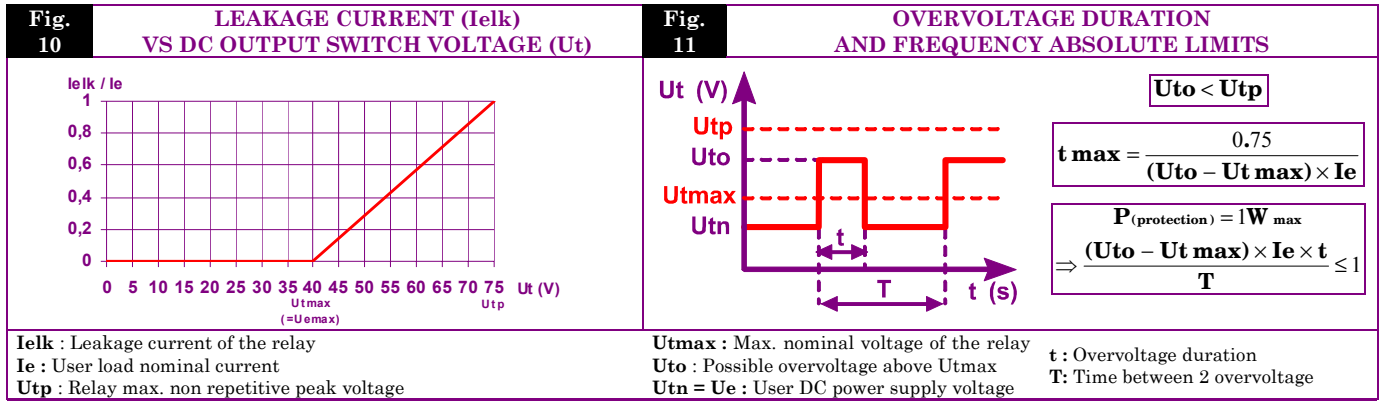 Fig. 10
LEAKAGE CURRENT (Ielk)
VS DC OUTPUT SWITCH VOLTAGE (Ut)
Ielk / Ie
1
0,8
0,6
0,4
0,2
0
0 5 10 15 20 25 30 35 40 45 50 55 60 65 70 75 Ut (V)
Utmax
(=Uemax)
Utp
Ielk : Leakage current of the relay
Ie : User load nominal current
Utp : Relay max. non repetitive peak voltage
Fig. 11
OVERVOLTAGE DURATION
AND FREQUENCY ABSOLUTE LIMITS
Ut (V)
Utp
Uto
Utmax
Utn
t
T
t (s)
Uto < Utp
t max = 0.75 / (Uto − Ut max) × Ie
P(protection) = 1W max
⇒ (Uto − Ut max) × Ie × t / T ≤ 1
Utmax : Max. nominal voltage of the relay
Uto : Possible overvoltage above Utmax
Utn = Ue : User DC power supply voltage
t : Overvoltage duration
T: Time between 2 overvoltage